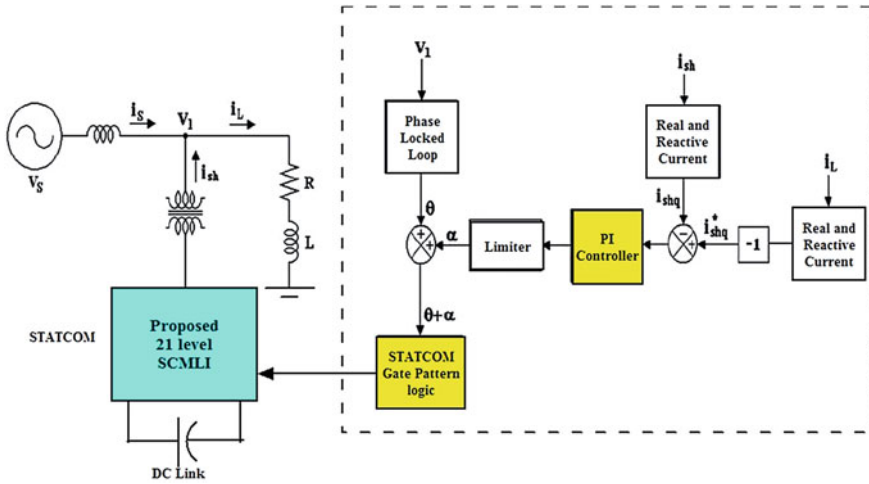 V1
iS
V1
iL
ish
VS
R
L
STATCOM
Proposed
21 level
SCMLI
DC Link
Phase
Locked
Loop
ish
Real and
Reactive
Current
iL
θ
ishq
+
+
α
Limiter
PI
Controller
−
+
i*shq
-1
Real and
Reactive
Current
θ+α
STATCOM
Gate Pattern
logic